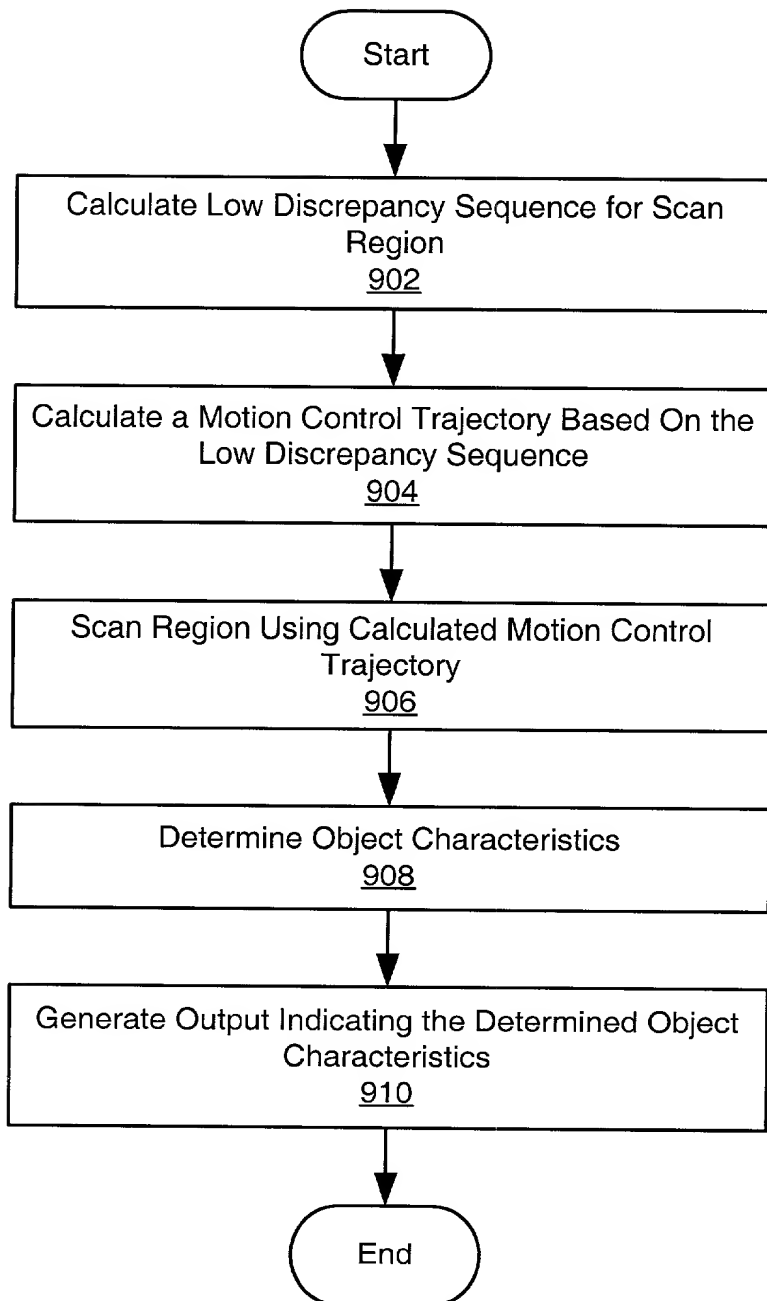 Start
Calculate Low Discrepancy Sequence for Scan
Region
902
Calculate a Motion Control Trajectory Based On the
Low Discrepancy Sequence
904
Scan Region Using Calculated Motion Control
Trajectory
906
Determine Object Characteristics
908
Generate Output Indicating the Determined Object
Characteristics
910
End